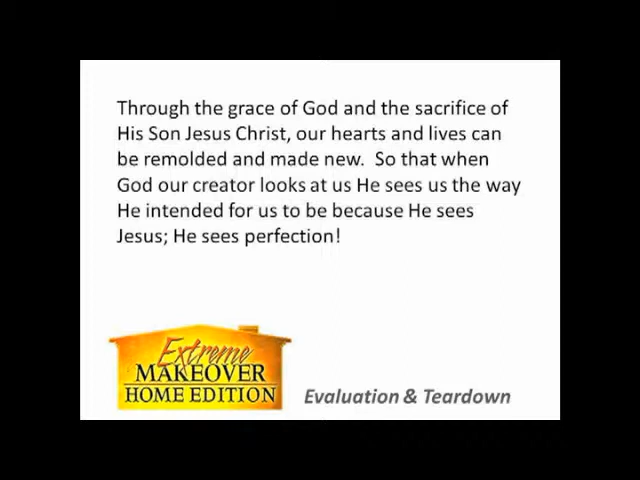 Through the grace of God and the sacrifice of
His Son Jesus Christ, our hearts and lives can
be remolded and made new.  So that when
God our creator looks at us He sees us the way
He intended for us to be because He sees
Jesus; He sees perfection!
Extreme
MAKEOVER
HOME EDITION
Evaluation & Teardown